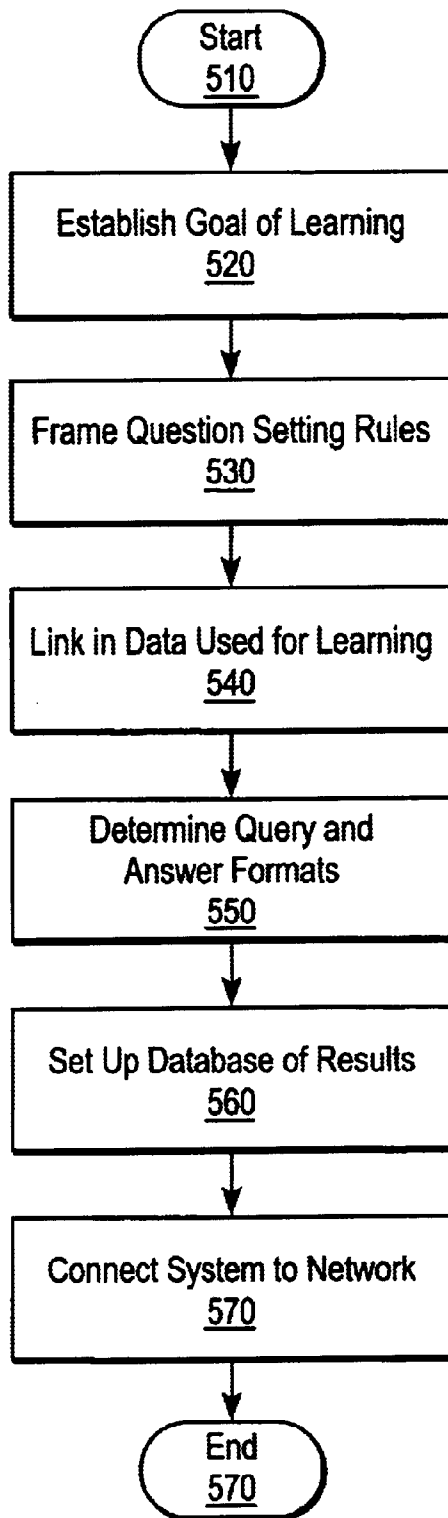 Start
510
Establish Goal of Learning
520
Frame Question Setting Rules
530
Link in Data Used for Learning
540
Determine Query and
Answer Formats
550
Set Up Database of Results
560
Connect System to Network
570
End
570